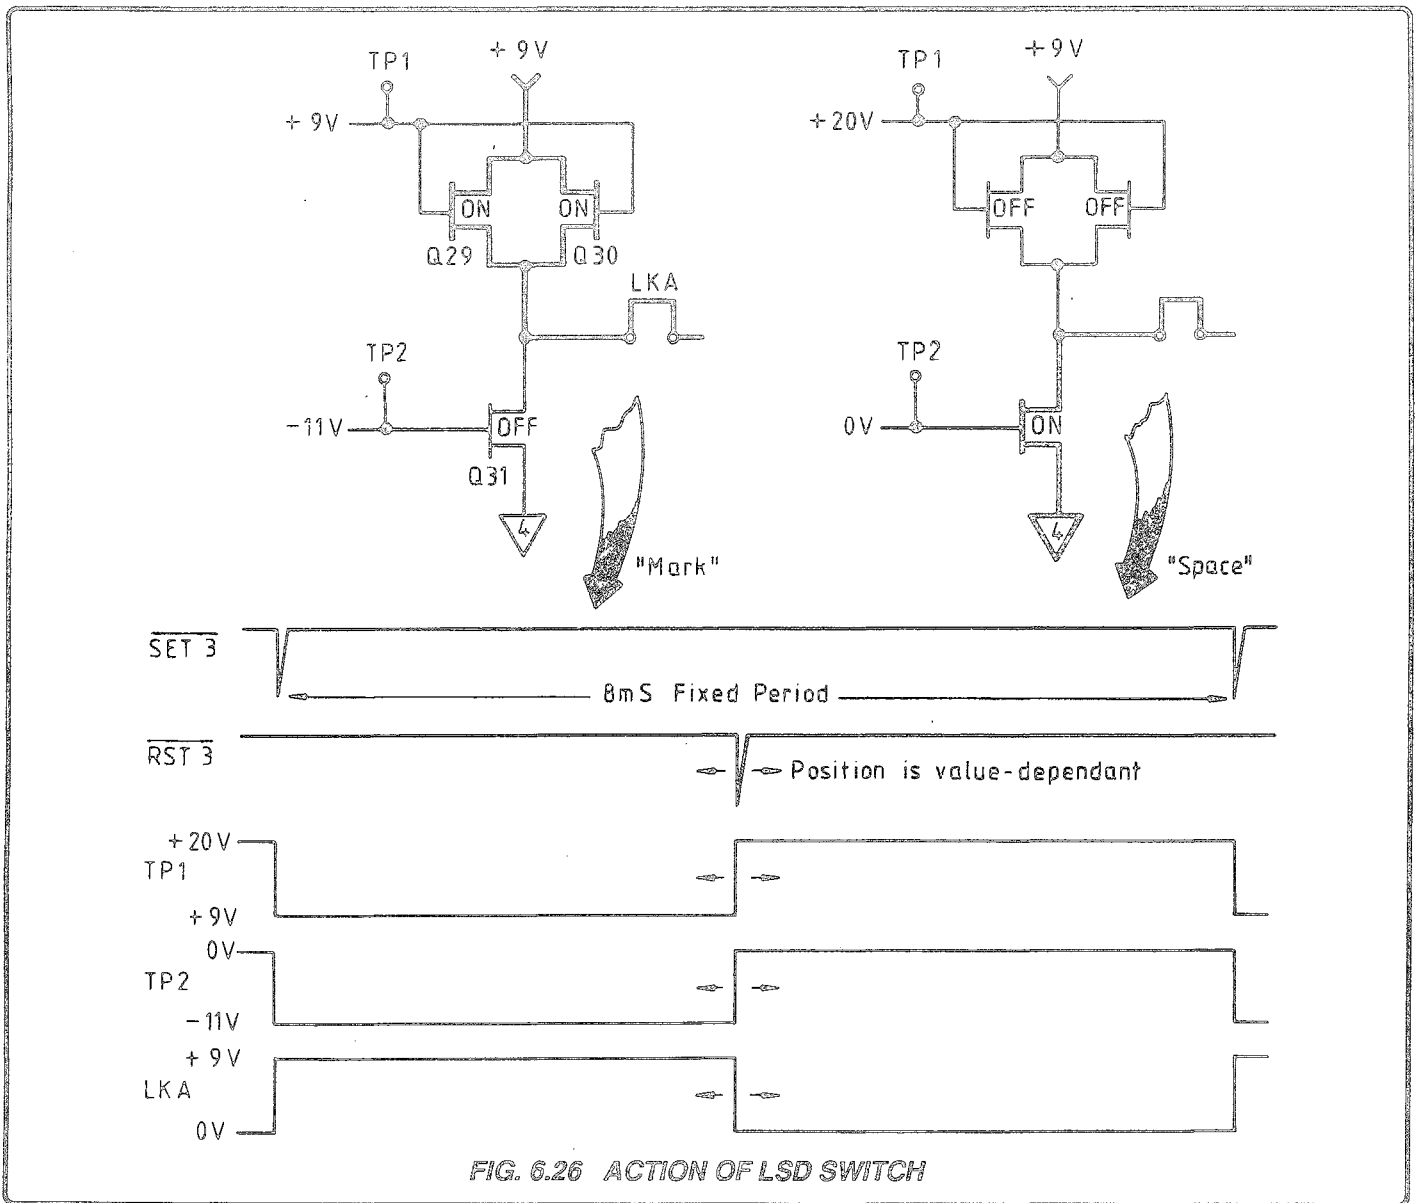 TP1
+ 9V
+ 9V
ON
ON
Q29
Q30
LKA
TP2
-11V
OFF
Q31
4
"Mark"
TP1
+9V
+20V
OFF
OFF
TP2
0V
ON
4
"Space"
SET 3
8mS Fixed Period
RST 3
Position is value-dependant
+20V
TP1
+ 9V
0V
TP2
-11V
+ 9V
LKA
0V
FIG. 6.26 ACTION OF LSD SWITCH